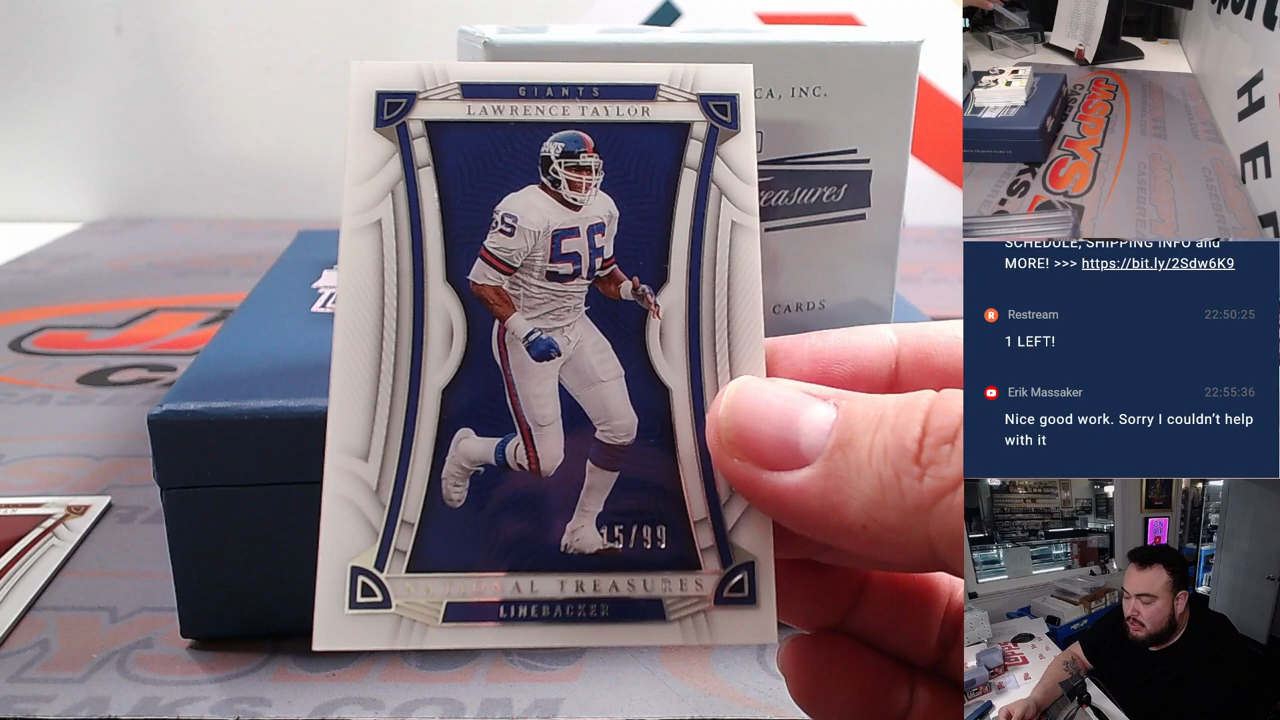 GIANTS
LAWRENCE TAYLOR
56
15/99
NATIONAL TREASURES
LINEBACKER
CA, INC.
easures
CARDS
JASPYS
SCHEDULE, SHIPPING INFO and
MORE! >>> https://bit.ly/2Sdw6K9
Restream 22:50:25
1 LEFT!
Erik Massaker 22:55:36
Nice good work. Sorry I couldn't help
with it